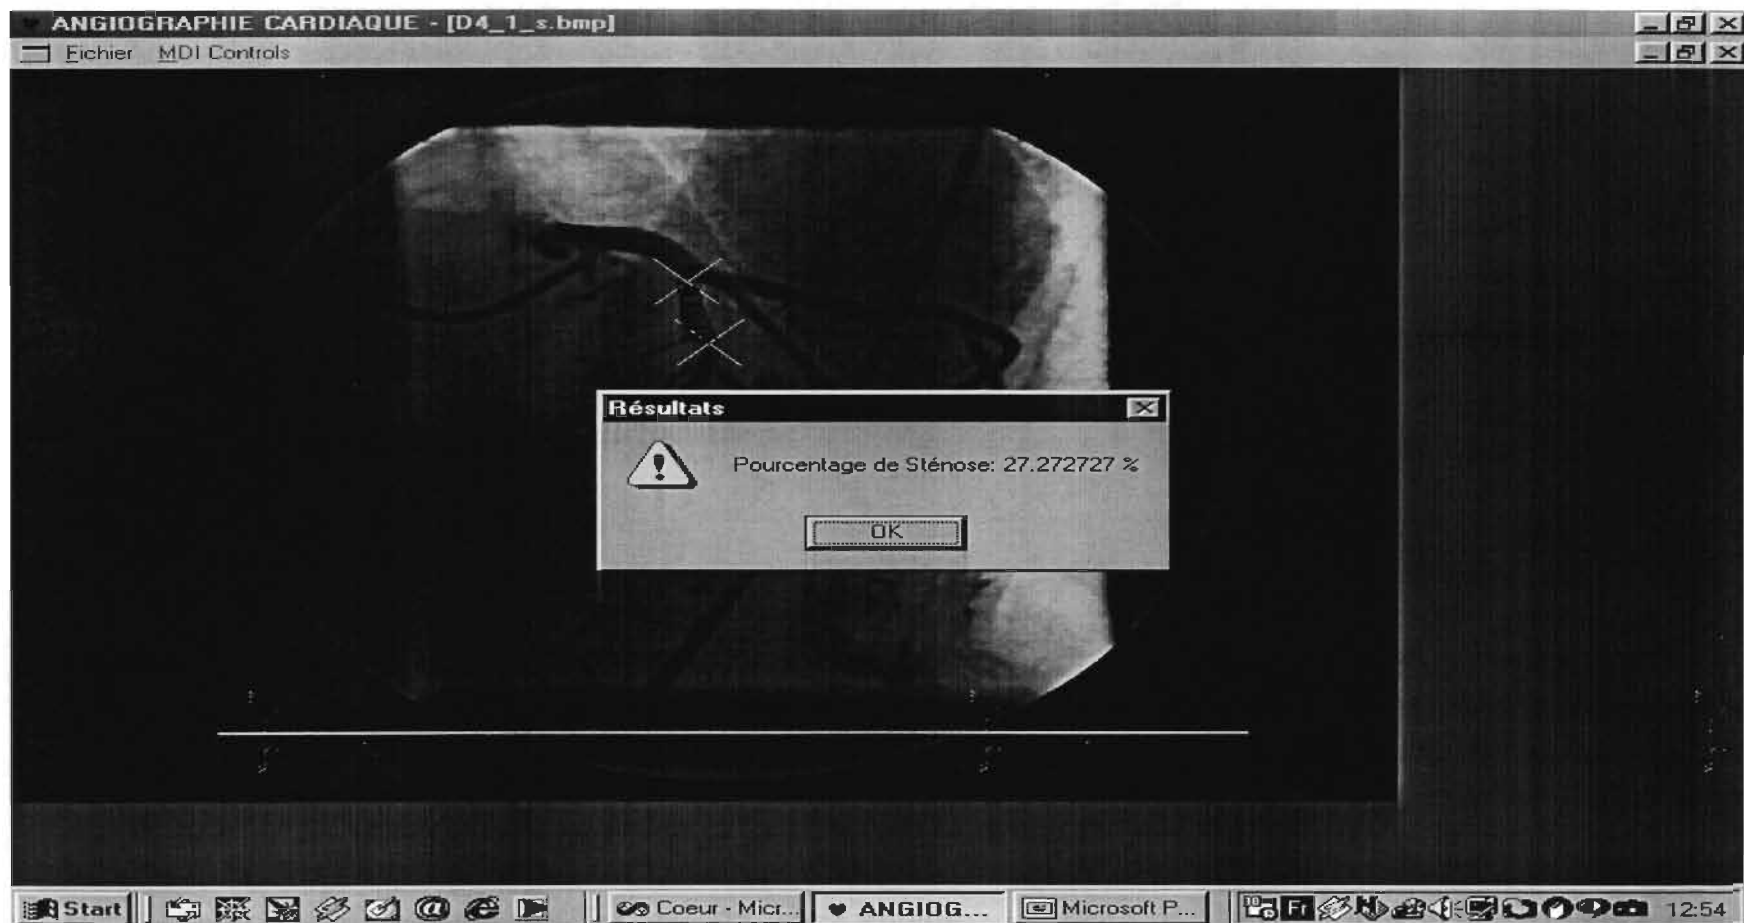 ANGIOGRAPHIE CARDIAQUE - [D4_1_s.bmp]
Fichier MDI Controls
Résultats
Pourcentage de Sténose: 27.272727 %
OK
Start Coeur - Micr... ANGIOG... Microsoft P... 12:54